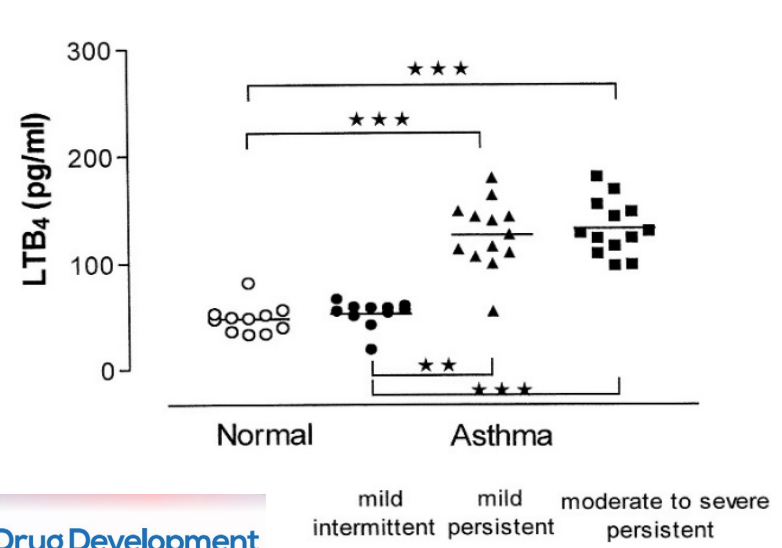 300
★★★
★★★
200
LTB4 (pg/ml)
100
0
★★
★★★
Normal Asthma
mild mild moderate to severe
intermittent persistent persistent
Drug Development